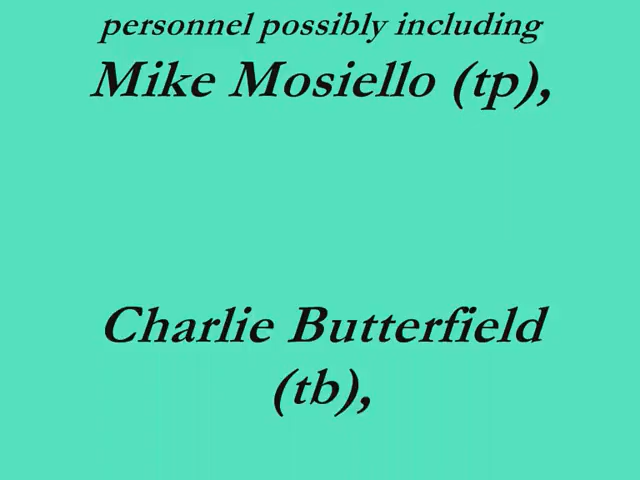 personnel possibly including
Mike Mosiello (tp),
Charlie Butterfield
(tb),